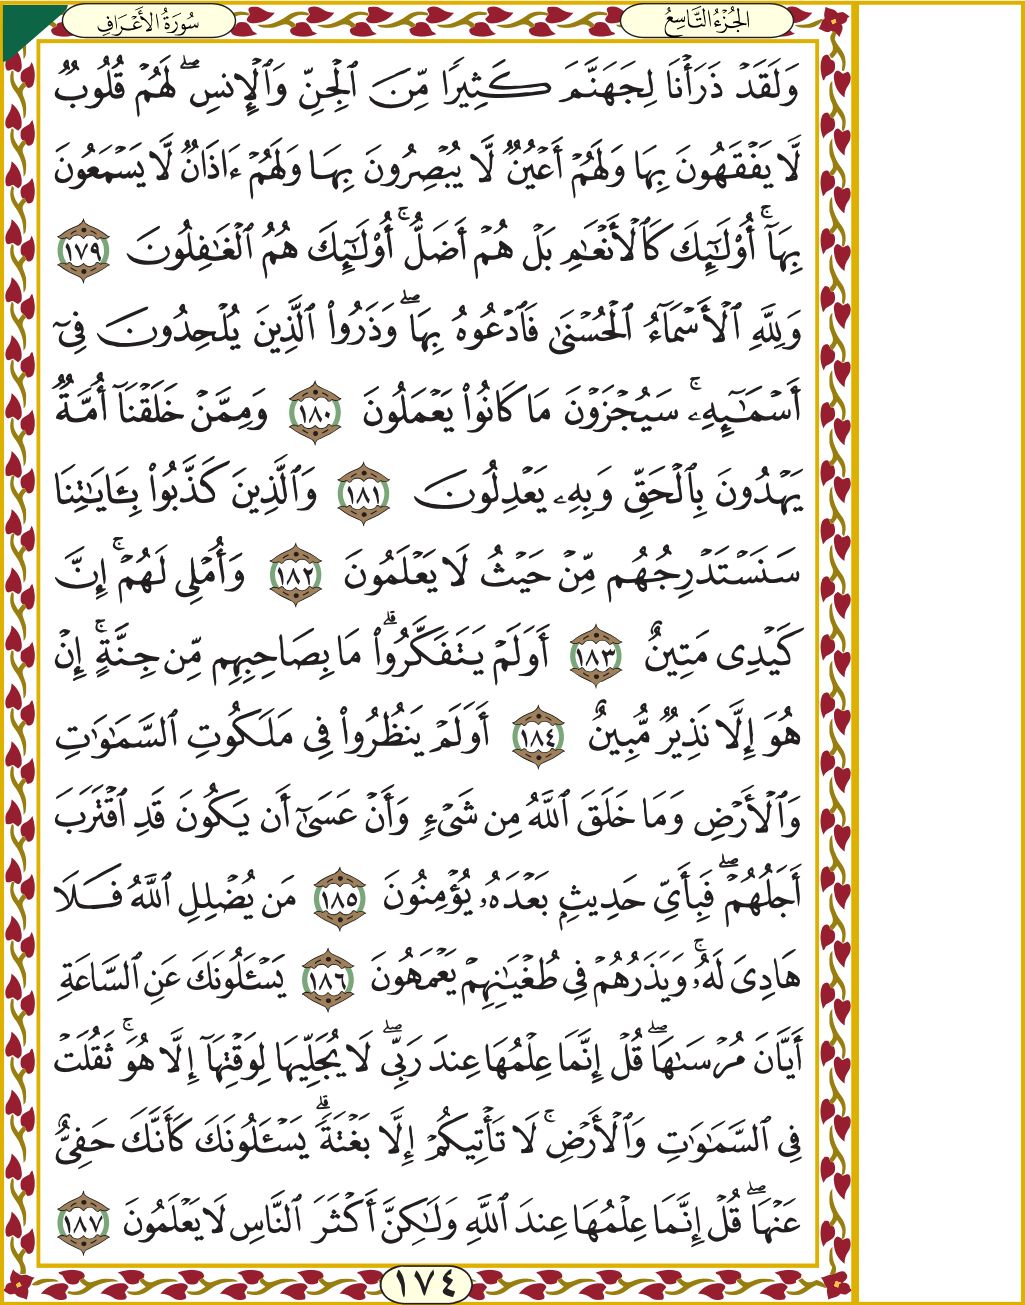 الجُزْءُ التَّاسِعُ
سُورَةُ الأَعْرَافِ
وَلَقَدْ ذَرَأْنَا لِجَهَنَّمَ كَثِيرًا مِّنَ ٱلْجِنِّ وَٱلْإِنسِ ۖ لَهُمْ قُلُوبٌ
لَّا يَفْقَهُونَ بِهَا وَلَهُمْ أَعْيُنٌ لَّا يُبْصِرُونَ بِهَا وَلَهُمْ ءَاذَانٌ لَّا يَسْمَعُونَ
بِهَآ ۚ أُو۟لَـٰٓئِكَ كَٱلْأَنْعَـٰمِ بَلْ هُمْ أَضَلُّ ۚ أُو۟لَـٰٓئِكَ هُمُ ٱلْغَـٰفِلُونَ ١٧٩
وَلِلَّهِ ٱلْأَسْمَآءُ ٱلْحُسْنَىٰ فَٱدْعُوهُ بِهَا ۖ وَذَرُوا۟ ٱلَّذِينَ يُلْحِدُونَ فِىٓ
أَسْمَـٰٓئِهِۦ ۚ سَيُجْزَوْنَ مَا كَانُوا۟ يَعْمَلُونَ ١٨٠ وَمِمَّنْ خَلَقْنَآ أُمَّةٌ
يَهْدُونَ بِٱلْحَقِّ وَبِهِۦ يَعْدِلُونَ ١٨١ وَٱلَّذِينَ كَذَّبُوا۟ بِـَٔايَـٰتِنَا
سَنَسْتَدْرِجُهُم مِّنْ حَيْثُ لَا يَعْلَمُونَ ١٨٢ وَأُمْلِى لَهُمْ ۚ إِنَّ
كَيْدِى مَتِينٌ ١٨٣ أَوَلَمْ يَتَفَكَّرُوا۟ ۗ مَا بِصَاحِبِهِم مِّن جِنَّةٍ ۚ إِنْ
هُوَ إِلَّا نَذِيرٌ مُّبِينٌ ١٨٤ أَوَلَمْ يَنظُرُوا۟ فِى مَلَكُوتِ ٱلسَّمَـٰوَٰتِ
وَٱلْأَرْضِ وَمَا خَلَقَ ٱللَّهُ مِن شَىْءٍ وَأَنْ عَسَىٰٓ أَن يَكُونَ قَدِ ٱقْتَرَبَ
أَجَلُهُمْ ۖ فَبِأَىِّ حَدِيثٍۭ بَعْدَهُۥ يُؤْمِنُونَ ١٨٥ مَن يُضْلِلِ ٱللَّهُ فَلَا
هَادِىَ لَهُۥ ۚ وَيَذَرُهُمْ فِى طُغْيَـٰنِهِمْ يَعْمَهُونَ ١٨٦ يَسْـَٔلُونَكَ عَنِ ٱلسَّاعَةِ
أَيَّانَ مُرْسَىٰهَا ۖ قُلْ إِنَّمَا عِلْمُهَا عِندَ رَبِّى ۖ لَا يُجَلِّيهَا لِوَقْتِهَآ إِلَّا هُوَ ۚ ثَقُلَتْ
فِى ٱلسَّمَـٰوَٰتِ وَٱلْأَرْضِ ۚ لَا تَأْتِيكُمْ إِلَّا بَغْتَةً ۗ يَسْـَٔلُونَكَ كَأَنَّكَ حَفِىٌّ
عَنْهَا ۖ قُلْ إِنَّمَا عِلْمُهَا عِندَ ٱللَّهِ وَلَـٰكِنَّ أَكْثَرَ ٱلنَّاسِ لَا يَعْلَمُونَ ١٨٧
١٧٤